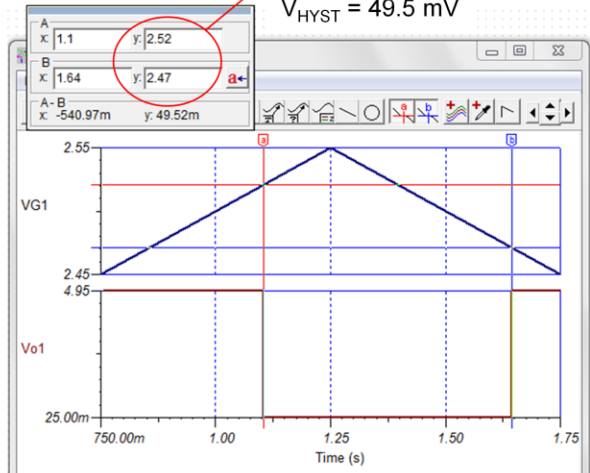 V_HYST = 49.5 mV
A
x: 1.1 y: 2.52
B
x: 1.64 y: 2.47
a
A - B
x: -540.97m y: 49.52m
a b
a b
2.55
VG1
2.45
4.95
Vo1
25.00m
750.00m 1.00 1.25 1.50 1.75
Time (s)